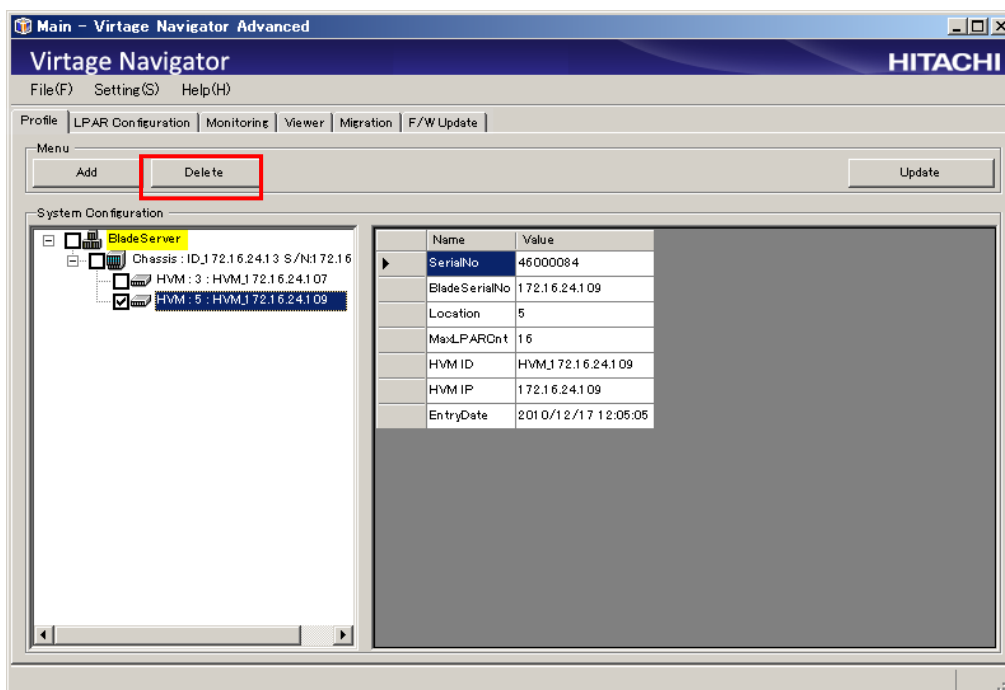 Main - Virtage Navigator Advanced
Virtage Navigator
HITACHI
File(F) Setting(S) Help(H)
Profile LPAR Configuration Monitoring Viewer Migration F/W Update
Menu
Add Delete Update
System Configuration
BladeServer
Chassis : ID_172.16.24.13 S/N:172.16
HVM : 3 : HVM_172.16.24.107
HVM : 5 : HVM_172.16.24.109
Name Value
SerialNo 46000084
BladeSerialNo 172.16.24.109
Location 5
MaxLPARCnt 16
HVM ID HVM_172.16.24.109
HVM IP 172.16.24.109
EntryDate 2010/12/17 12:05:05